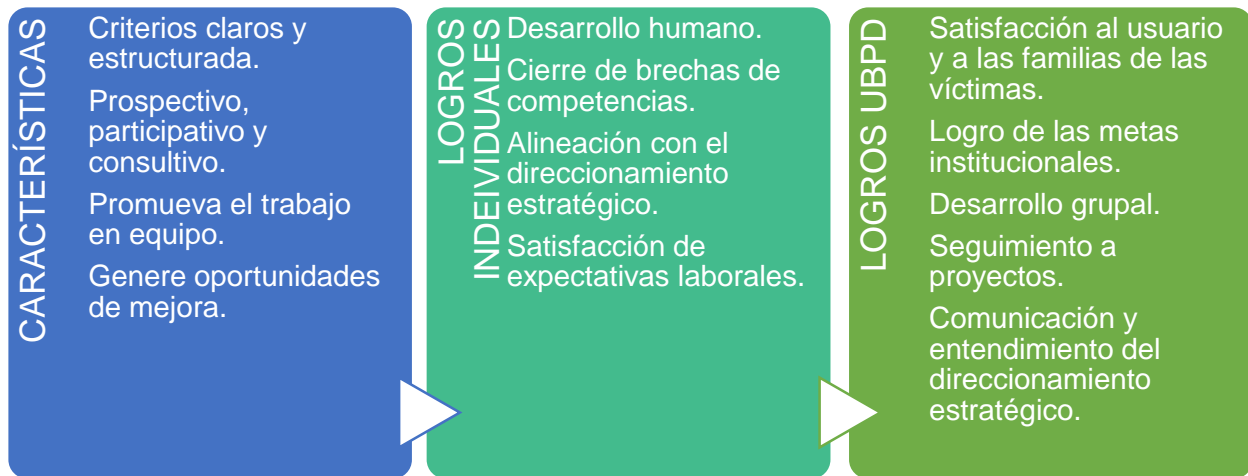 CARACTERÍSTICAS
Criterios claros y
estructurada.
Prospectivo,
participativo y
consultivo.
Promueva el trabajo
en equipo.
Genere oportunidades
de mejora.
LOGROS
INDEIVIDUALES
Desarrollo humano.
Cierre de brechas de
competencias.
Alineación con el
direccionamiento
estratégico.
Satisfacción de
expectativas laborales.
LOGROS UBPD
Satisfacción al usuario
y a las familias de las
víctimas.
Logro de las metas
institucionales.
Desarrollo grupal.
Seguimiento a
proyectos.
Comunicación y
entendimiento del
direccionamiento
estratégico.